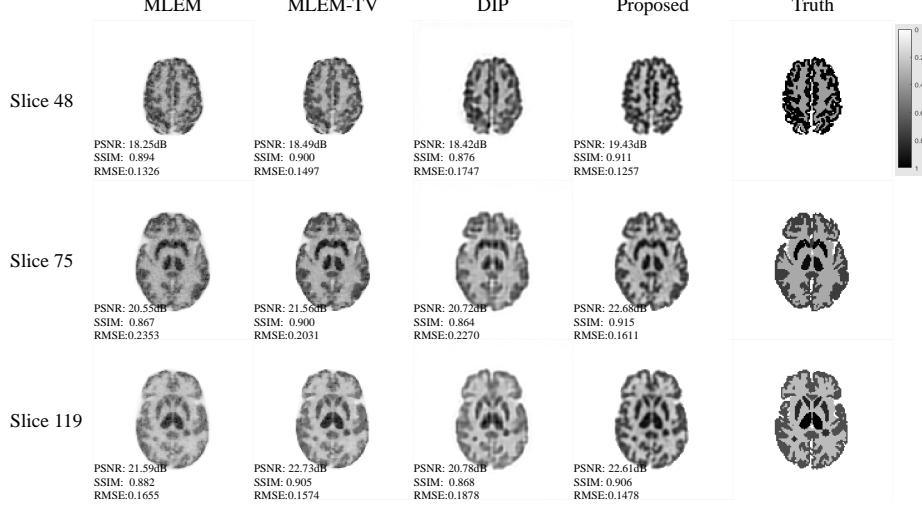 MLEM MLEM-TV DIP Proposed Truth
Slice 48
PSNR: 18.25dB PSNR: 18.49dB PSNR: 18.42dB PSNR: 19.43dB
SSIM: 0.894 SSIM: 0.900 SSIM: 0.876 SSIM: 0.911
RMSE:0.1326 RMSE:0.1497 RMSE:0.1747 RMSE:0.1257
Slice 75
PSNR: 20.55dB PSNR: 21.56dB PSNR: 20.72dB PSNR: 22.68dB
SSIM: 0.867 SSIM: 0.900 SSIM: 0.864 SSIM: 0.915
RMSE:0.2353 RMSE:0.2031 RMSE:0.2270 RMSE:0.1611
Slice 119
PSNR: 21.59dB PSNR: 22.73dB PSNR: 20.78dB PSNR: 22.61dB
SSIM: 0.882 SSIM: 0.905 SSIM: 0.868 SSIM: 0.906
RMSE:0.1655 RMSE:0.1574 RMSE:0.1878 RMSE:0.1478
0
1